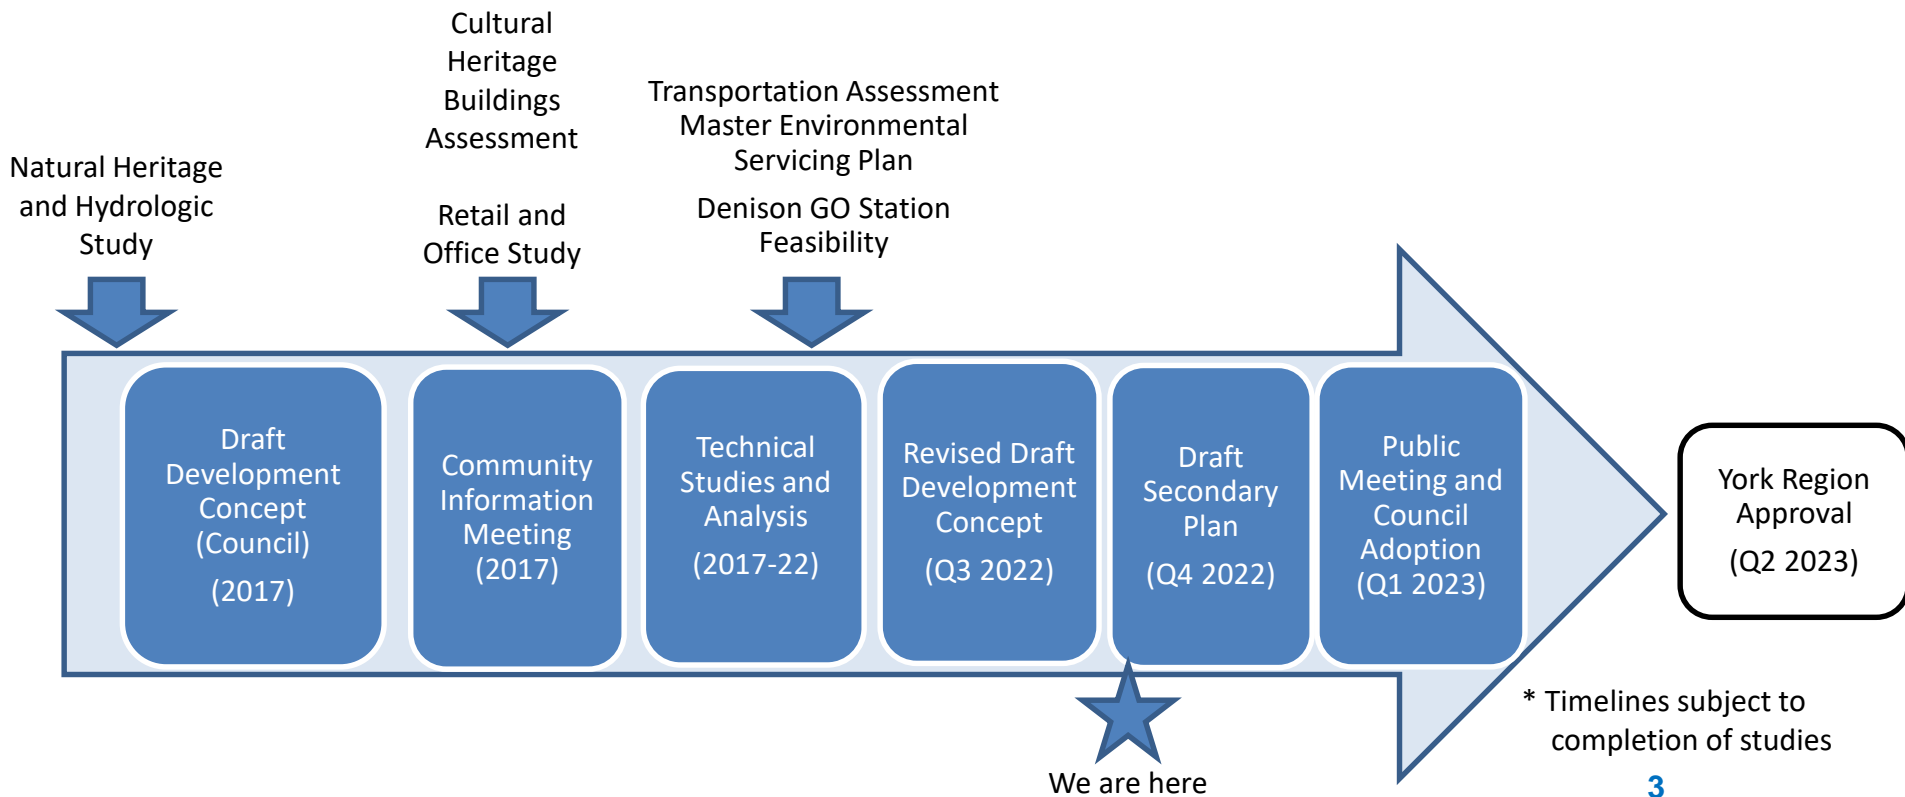 Natural Heritage
and Hydrologic
Study
Cultural
Heritage
Buildings
Assessment
Retail and
Office Study
Transportation Assessment
Master Environmental
Servicing Plan
Denison GO Station
Feasibility
Draft
Development
Concept
(Council)
(2017)
Community
Information
Meeting
(2017)
Technical
Studies and
Analysis
(2017-22)
Revised Draft
Development
Concept
(Q3 2022)
Draft
Secondary
Plan
(Q4 2022)
Public
Meeting and
Council
Adoption
(Q1 2023)
York Region
Approval
(Q2 2023)
We are here
* Timelines subject to
completion of studies
3